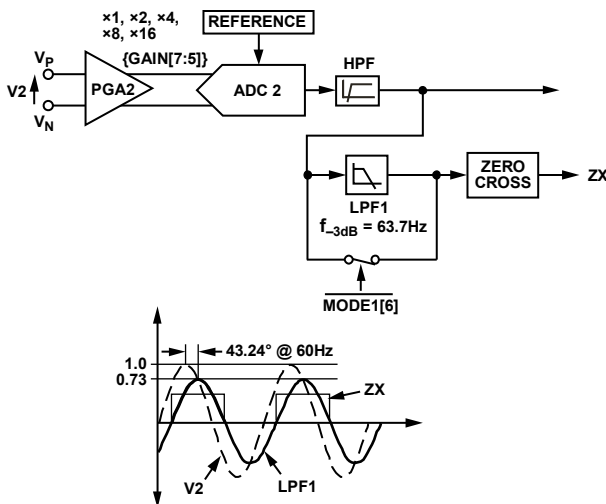 ×1, ×2, ×4,
×8, ×16
REFERENCE
{GAIN[7:5]}
HPF
VP
V2
PGA2
ADC 2
VN
LPF1
f–3dB = 63.7Hz
ZERO
CROSS
ZX
MODE1[6]
43.24° @ 60Hz
1.0
0.73
ZX
V2
LPF1